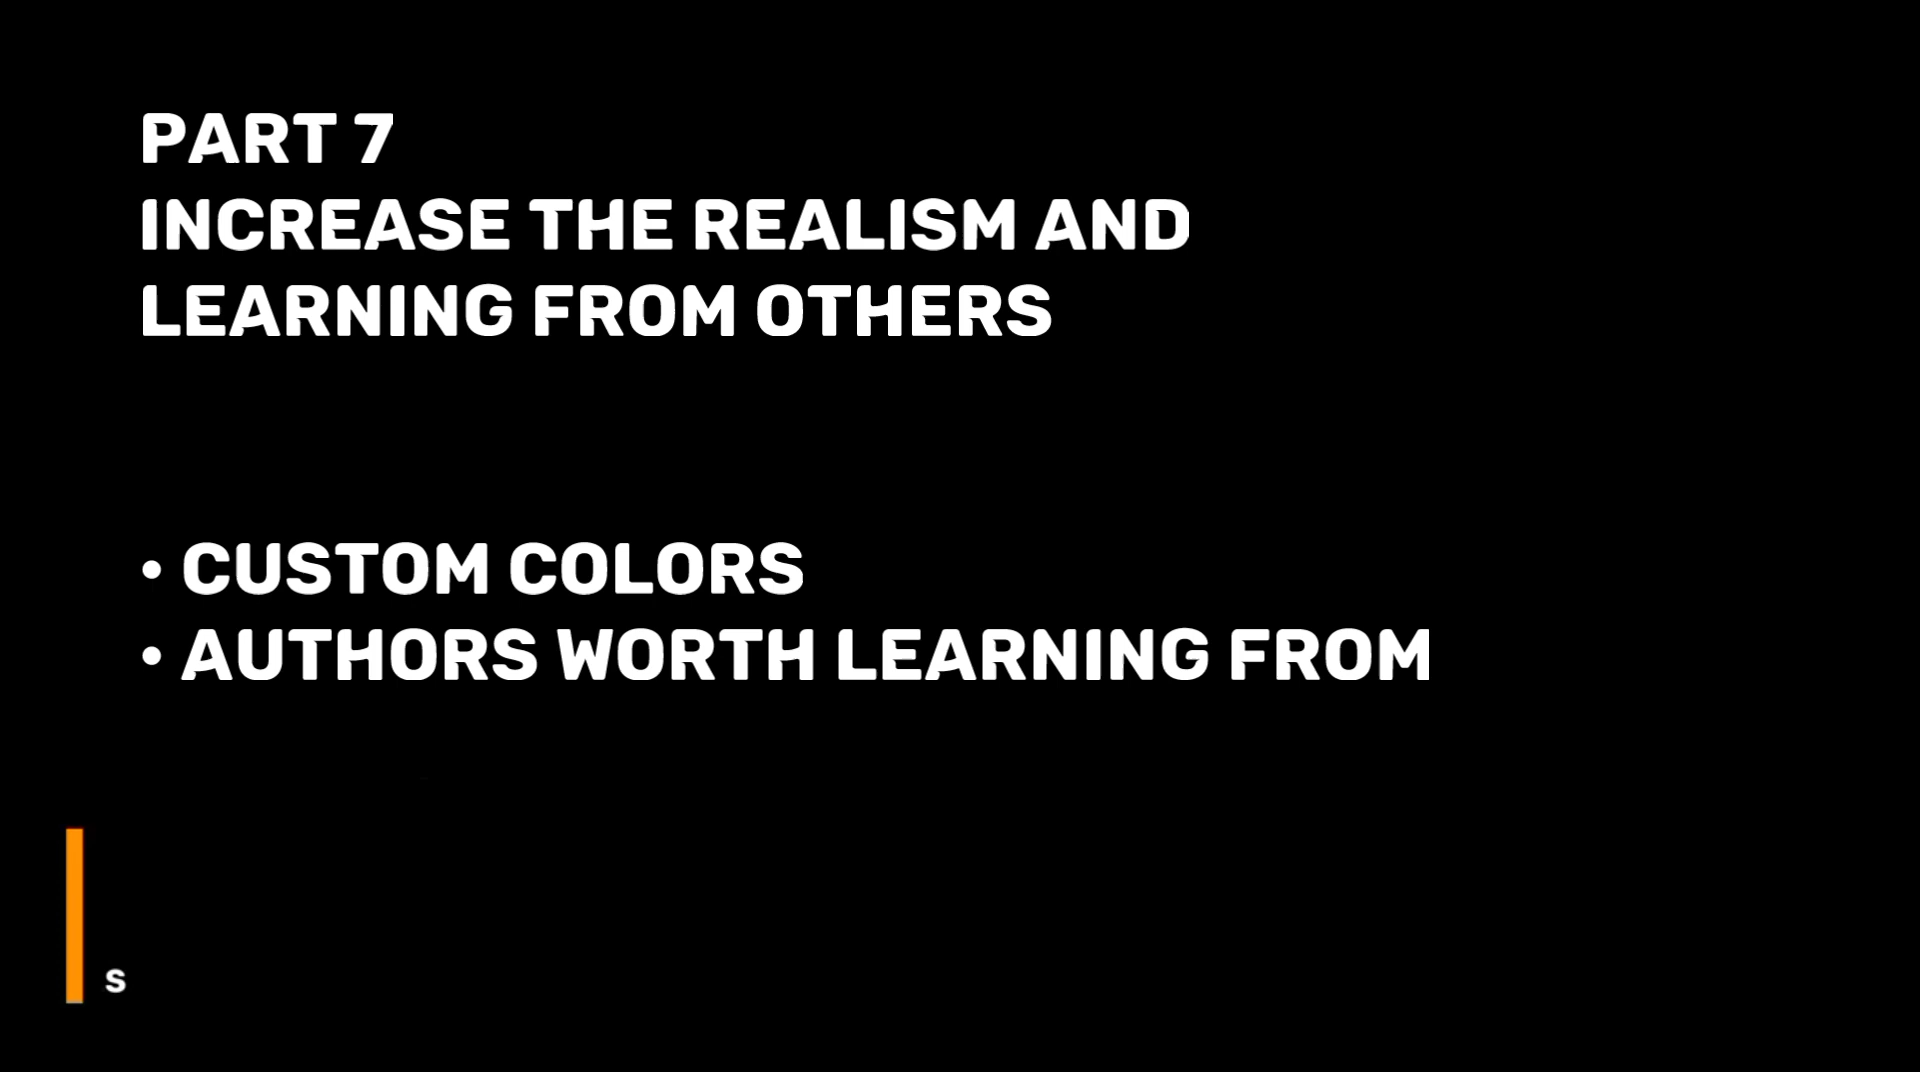 PART 7
INCREASE THE REALISM AND
LEARNING FROM OTHERS
• CUSTOM COLORS
• AUTHORS WORTH LEARNING FROM
S